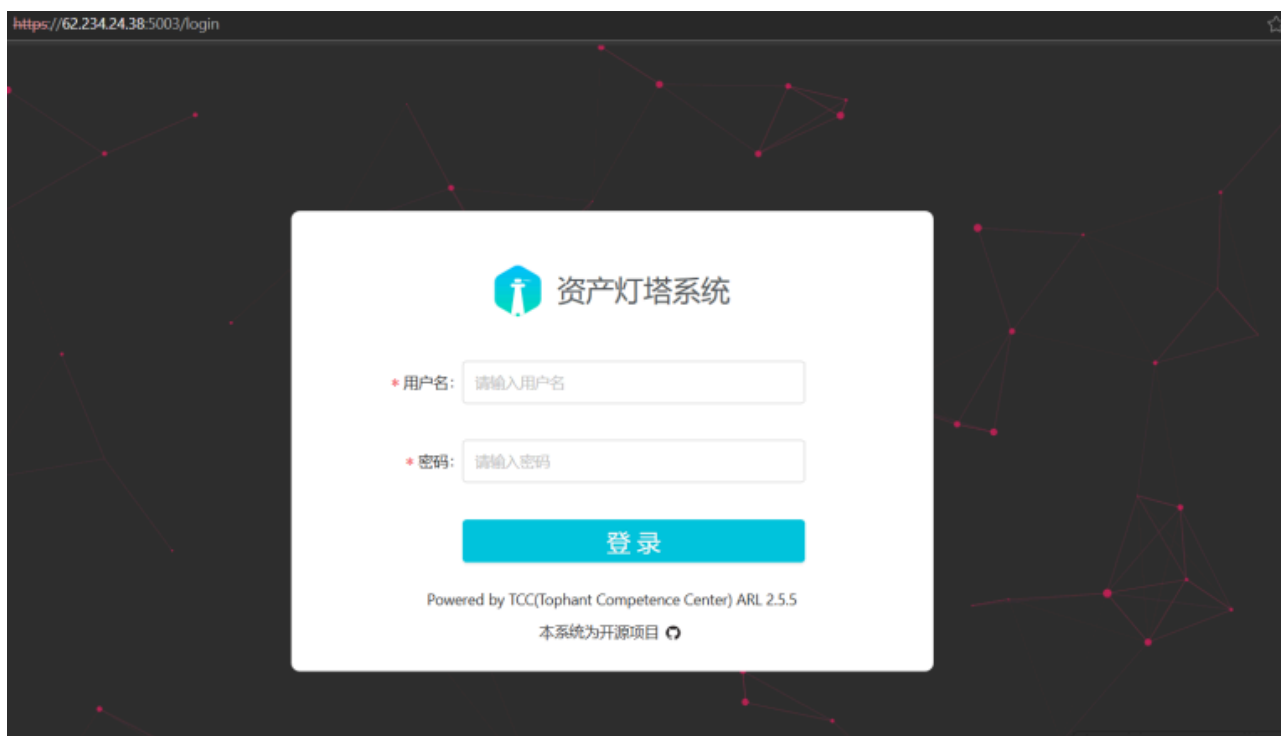 https://62.234.24.38:5003/login
资产灯塔系统
* 用户名: 请输入用户名
* 密码: 请输入密码
登 录
Powered by TCC(Tophant Competence Center) ARL 2.5.5
本系统为开源项目